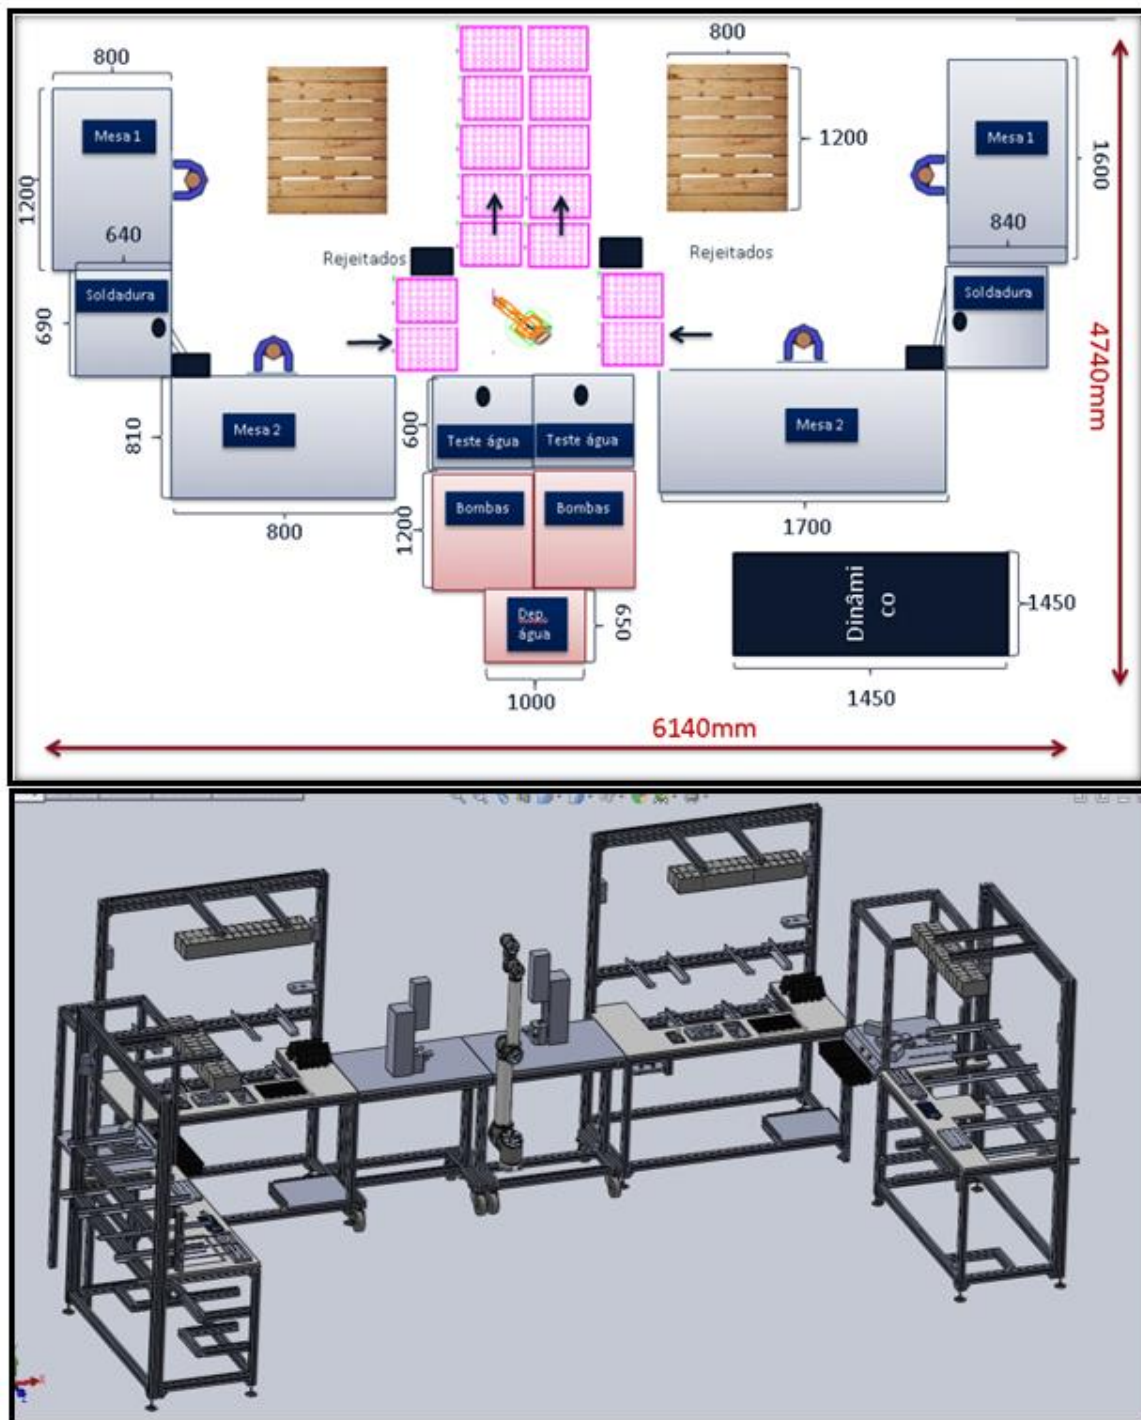 800
800
Mesa 1
Mesa 1
1200
1600
1200
640
840
Rejeitados
Rejeitados
Soldadura
Soldadura
690
4740mm
Mesa 2
Mesa 2
810
600
Teste água
Teste água
800
1200
Bombas
Bombas
1700
Dep.
água
650
Dinâmi
co
1450
1000
1450
6140mm